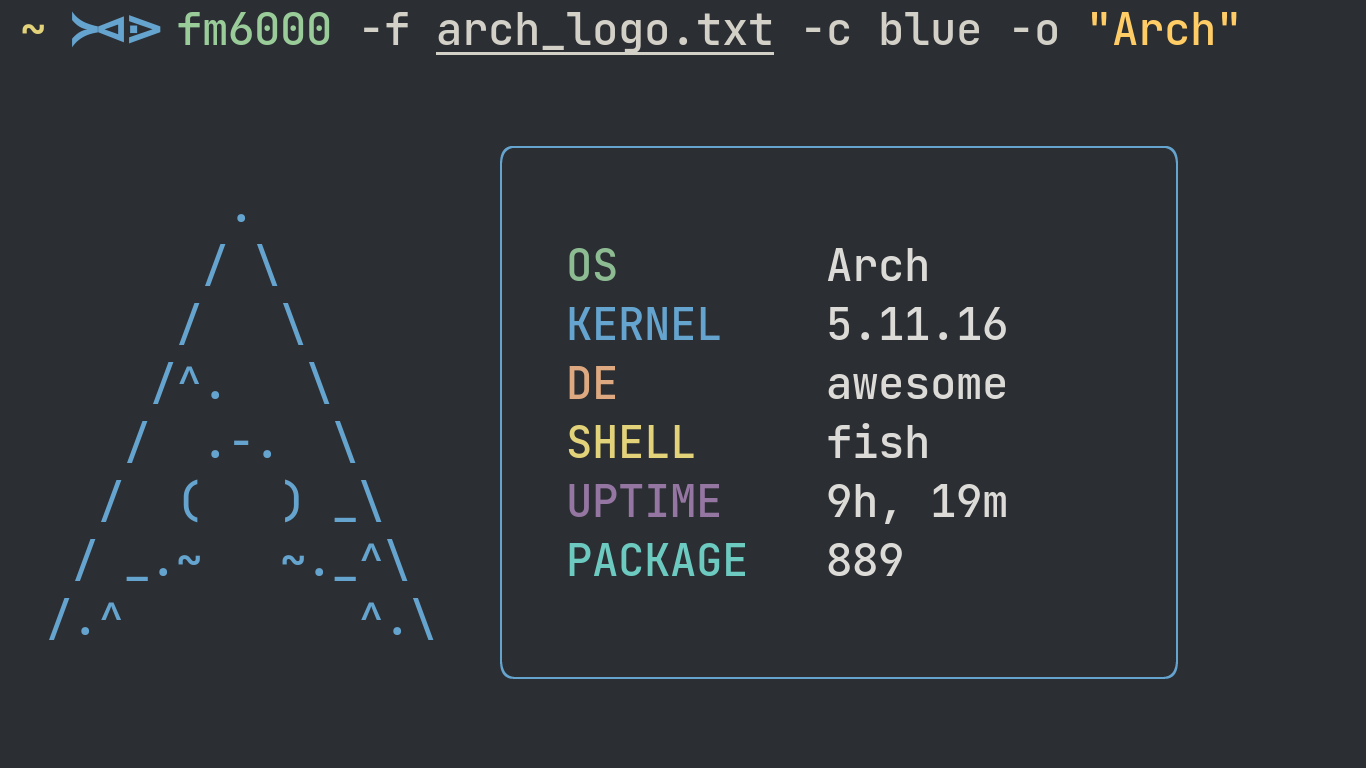 ~ ><> fm6000 -f arch_logo.txt -c blue -o "Arch"
OS Arch
KERNEL 5.11.16
DE awesome
SHELL fish
UPTIME 9h, 19m
PACKAGE 889